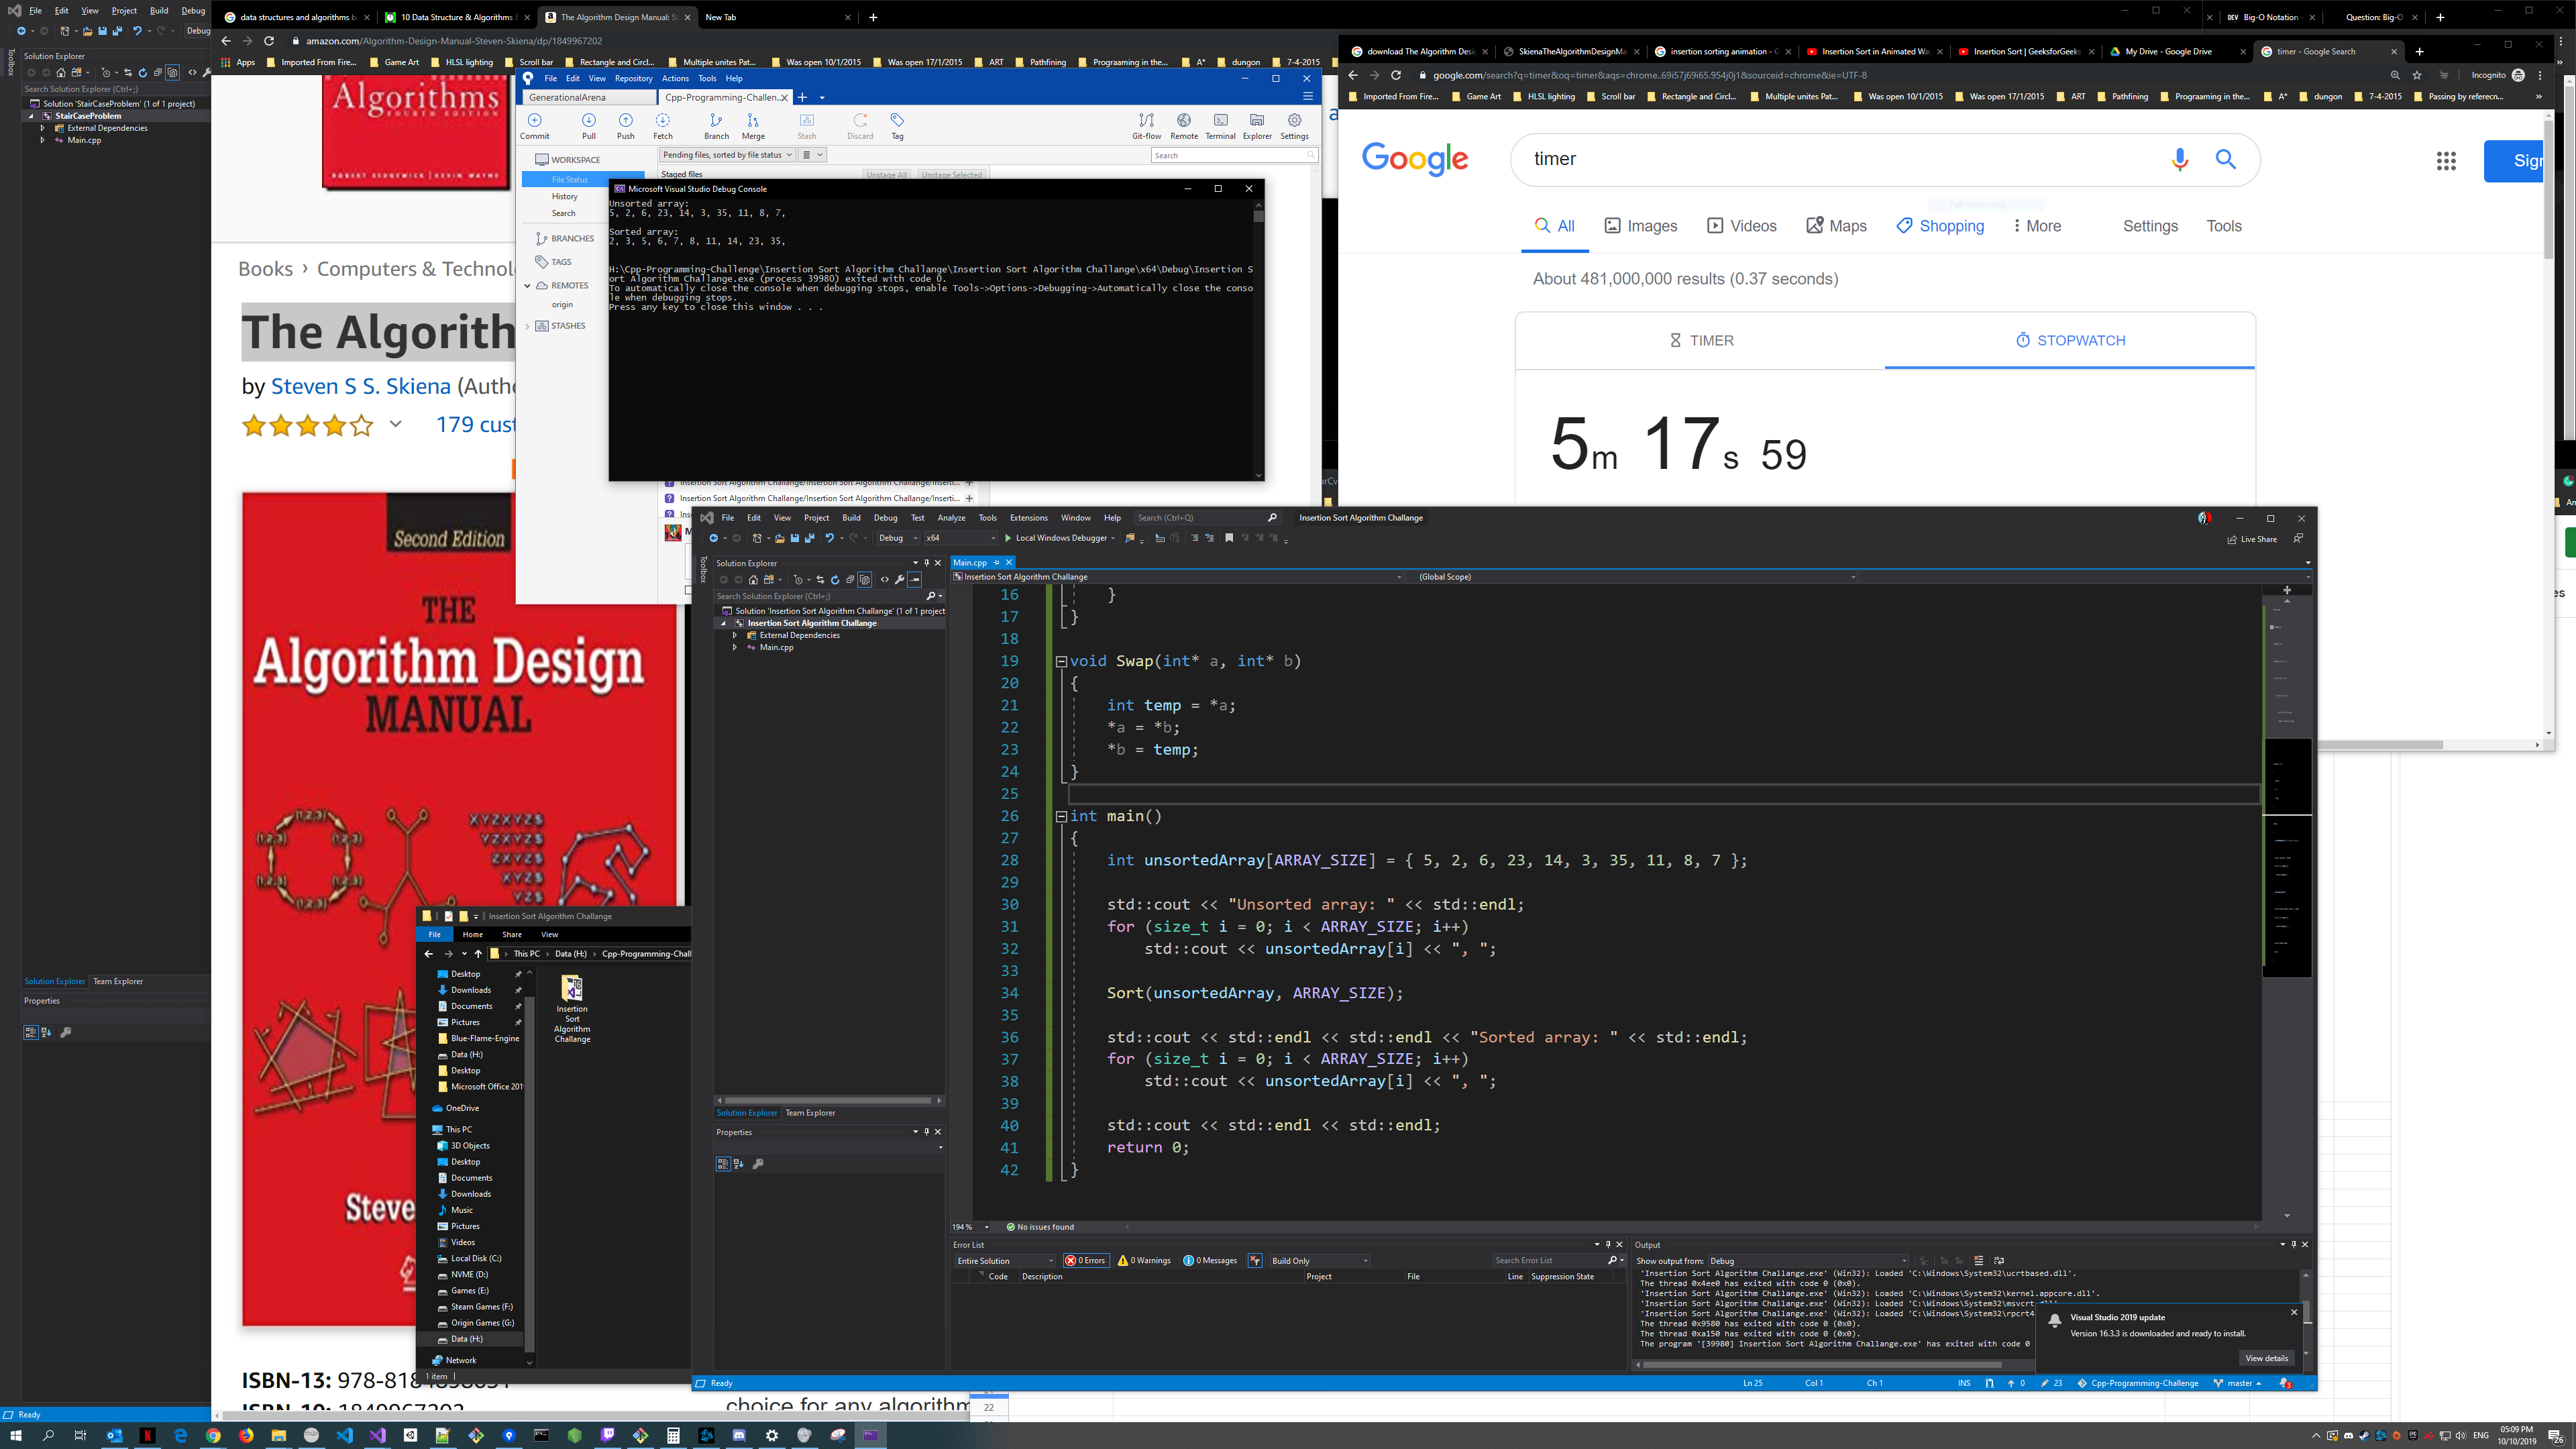 File Edit View Project Build Debug
Solution Explorer
Search Solution Explorer (Ctrl+;)
Solution 'StairCaseProblem' (1 of 1 project)
StairCaseProblem
External Dependencies
Main.cpp
Solution Explorer Team Explorer
Properties
Ready
10 Data Structure & Algorithms
The Algorithm Design Manual: S
New Tab
amazon.com/Algorithm-Design-Manual-Steven-Skiena/dp/1849967202
Apps Imported From Fire... Game Art HLSL lighting Scroll bar Rectangle and Circl... Multiple unites Pat... Was open 10/1/2015 Was open 17/1/2015 ART Pathfining Prograaming in the... A* dungon 7-4-2015
Algorithms
FOURTH EDITION
ROBERT SEDGEWICK | KEVIN WAYNE
Books › Computers & Technol
The Algorith
by Steven S S. Skiena (Autho
179 cust
Second Edition
THE
Algorithm Design
MANUAL
Steve
ISBN-13:
choice for any algorithm
File Edit View Repository Actions Tools Help
GenerationalArena
Cpp-Programming-Challen...
Commit Pull Push Fetch Branch Merge Stash Discard Tag Git-flow Remote Terminal Explorer Settings
Pending files, sorted by file status
Search
WORKSPACE
File Status
History
Search
BRANCHES
TAGS
REMOTES
origin
STASHES
Staged files
Unstage All Unstage Selected
Insertion Sort Algorithm Challange/Insertion Sort Algorithm Challange/Inserti...
Insertion Sort Algorithm Challange/Insertion Sort Algorithm Challange/Inserti...
Microsoft Visual Studio Debug Console
Unsorted array:
5, 2, 6, 23, 14, 3, 35, 11, 8, 7,
Sorted array:
2, 3, 5, 6, 7, 8, 11, 14, 23, 35,
H:\Cpp-Programming-Challenge\Insertion Sort Algorithm Challange\Insertion Sort Algorithm Challange\x64\Debug\Insertion S
ort Algorithm Challange.exe (process 39980) exited with code 0.
To automatically close the console when debugging stops, enable Tools->Options->Debugging->Automatically close the conso
le when debugging stops.
Press any key to close this window . . .
DEV Big-O Notation
Question: Big-O
download The Algorithm Desi
SkienaTheAlgorithmDesignMa
insertion sorting animation - G
Insertion Sort in Animated Wa
Insertion Sort | GeeksforGeeks
My Drive - Google Drive
timer - Google Search
google.com/search?q=timer&oq=timer&aqs=chrome..69i57j69i65.954j0j1&sourceid=chrome&ie=UTF-8
Incognito
Imported From Fire... Game Art HLSL lighting Scroll bar Rectangle and Circl... Multiple unites Pat... Was open 10/1/2015 Was open 17/1/2015 ART Pathfining Prograaming in the... A* dungon 7-4-2015 Passing by referecn...
Google
timer
Sign
All Images Videos Maps Shopping More Settings Tools
About 481,000,000 results (0.37 seconds)
TIMER
STOPWATCH
5m 17s 59
File Edit View Project Build Debug Test Analyze Tools Extensions Window Help Search (Ctrl+Q) Insertion Sort Algorithm Challange
Debug x64 Local Windows Debugger Live Share
Toolbox
Solution Explorer
Search Solution Explorer (Ctrl+;)
Solution 'Insertion Sort Algorithm Challange' (1 of 1 project
Insertion Sort Algorithm Challange
External Dependencies
Main.cpp
Solution Explorer Team Explorer
Properties
Main.cpp
Insertion Sort Algorithm Challange (Global Scope)
16 }
17 }
18
19 void Swap(int* a, int* b)
20 {
21 int temp = *a;
22 *a = *b;
23 *b = temp;
24 }
25
26 int main()
27 {
28 int unsortedArray[ARRAY_SIZE] = { 5, 2, 6, 23, 14, 3, 35, 11, 8, 7 };
29
30 std::cout << "Unsorted array: " << std::endl;
31 for (size_t i = 0; i < ARRAY_SIZE; i++)
32 std::cout << unsortedArray[i] << ", ";
33
34 Sort(unsortedArray, ARRAY_SIZE);
35
36 std::cout << std::endl << std::endl << "Sorted array: " << std::endl;
37 for (size_t i = 0; i < ARRAY_SIZE; i++)
38 std::cout << unsortedArray[i] << ", ";
39
40 std::cout << std::endl << std::endl;
41 return 0;
42 }
194 % No issues found
Error List
Entire Solution 0 Errors 0 Warnings 0 Messages Build Only Search Error List
Code Description Project File Line Suppression State
Output
Show output from: Debug
'Insertion Sort Algorithm Challange.exe' (Win32): Loaded 'C:\Windows\System32\ucrtbased.dll'.
The thread 0x4ee0 has exited with code 0 (0x0).
'Insertion Sort Algorithm Challange.exe' (Win32): Loaded 'C:\Windows\System32\kernel.appcore.dll'.
'Insertion Sort Algorithm Challange.exe' (Win32): Loaded 'C:\Windows\System32\msvcrt.dll'.
'Insertion Sort Algorithm Challange.exe' (Win32): Loaded 'C:\Windows\System32\rpcrt4
The thread 0x9580 has exited with code 0 (0x0).
The thread 0xa150 has exited with code 0 (0x0).
The program '[39980] Insertion Sort Algorithm Challange.exe' has exited with code 0
Visual Studio 2019 update
Version 16.3.3 is downloaded and ready to install.
View details
Ready Ln 25 Col 1 Ch 1 INS 0 23 Cpp-Programming-Challenge master 3
Insertion Sort Algorithm Challange
File Home Share View
This PC › Data (H:) › Cpp-Programming-Chall
Desktop
Downloads
Documents
Pictures
Blue-Flame-Engine
Data (H:)
Desktop
Microsoft Office 201
OneDrive
This PC
3D Objects
Desktop
Documents
Downloads
Music
Pictures
Videos
Local Disk (C:)
NVME (D:)
Games (E:)
Steam Games (F:)
Origin Games (G:)
Data (H:)
Network
1 item
Insertion
Sort
Algorithm
Challange
22
ENG
05:09 PM
10/10/2019
26